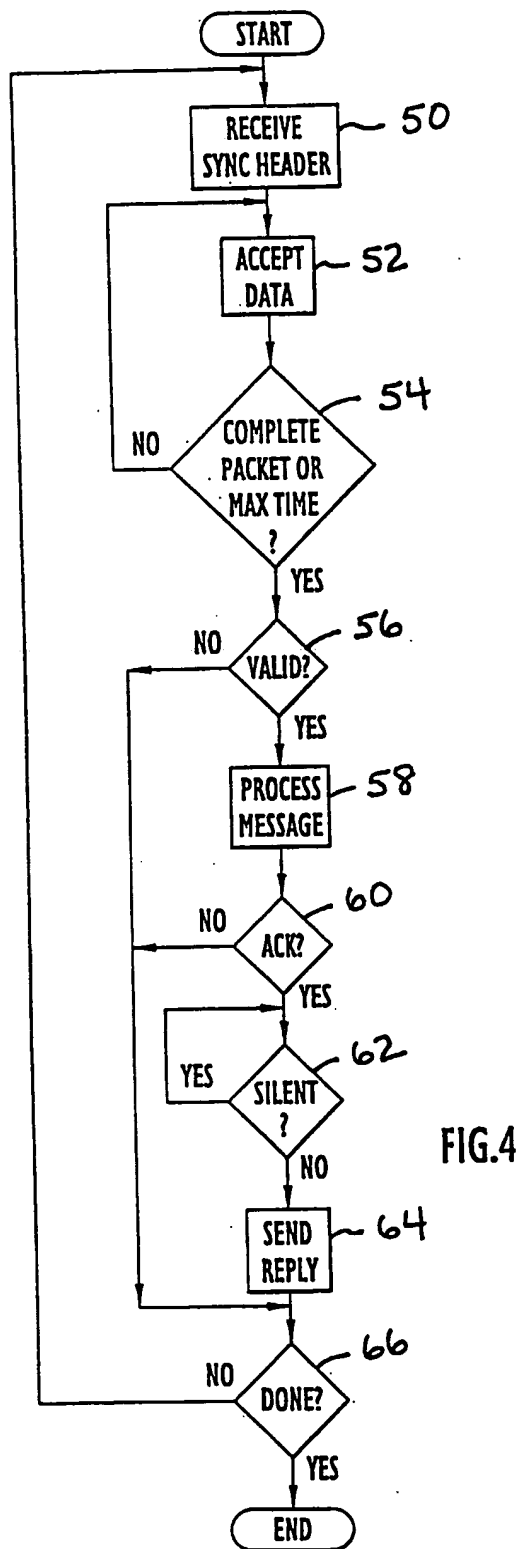 START
RECEIVE
SYNC HEADER
50
ACCEPT
DATA
52
54
COMPLETE
PACKET OR
MAX TIME
?
NO
YES
56
NO
VALID?
YES
PROCESS
MESSAGE
58
60
NO
ACK?
YES
62
YES
SILENT
?
NO
FIG.4
SEND
REPLY
64
66
NO
DONE?
YES
END